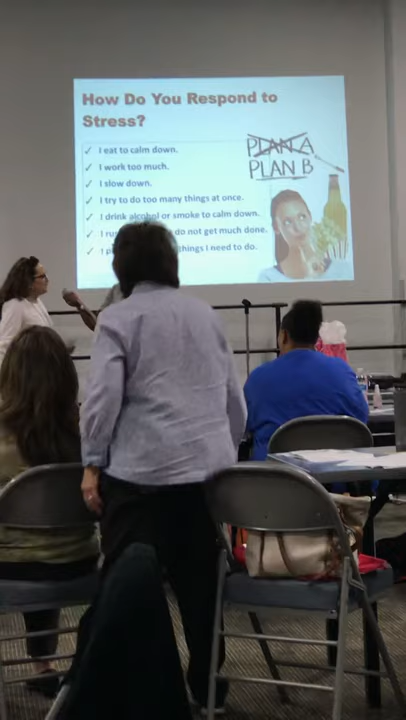 How Do You Respond to
Stress?
✓ I eat to calm down.
✓ I work too much.
✓ I slow down.
✓ I try to do too many things at once.
✓ I drink alcohol or smoke to calm down.
✓ I do not get much done.
✓ I things I need to do.
PLAN A
PLAN B